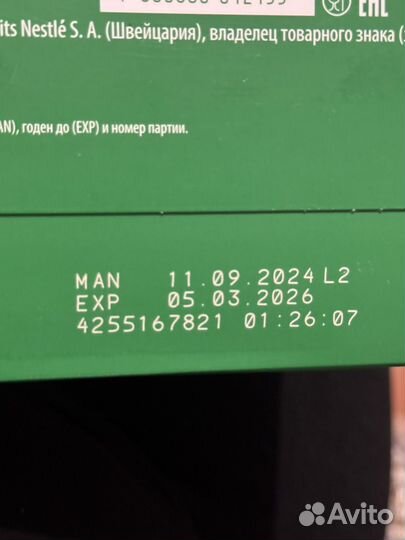 EAC
its Nestlé S. A. (Швейцария), владелец товарного знака (
AN), годен до (EXP) и номер партии.
MAN 11.09.2024 L2
EXP 05.03.2026
4255167821 01:26:07
Avito